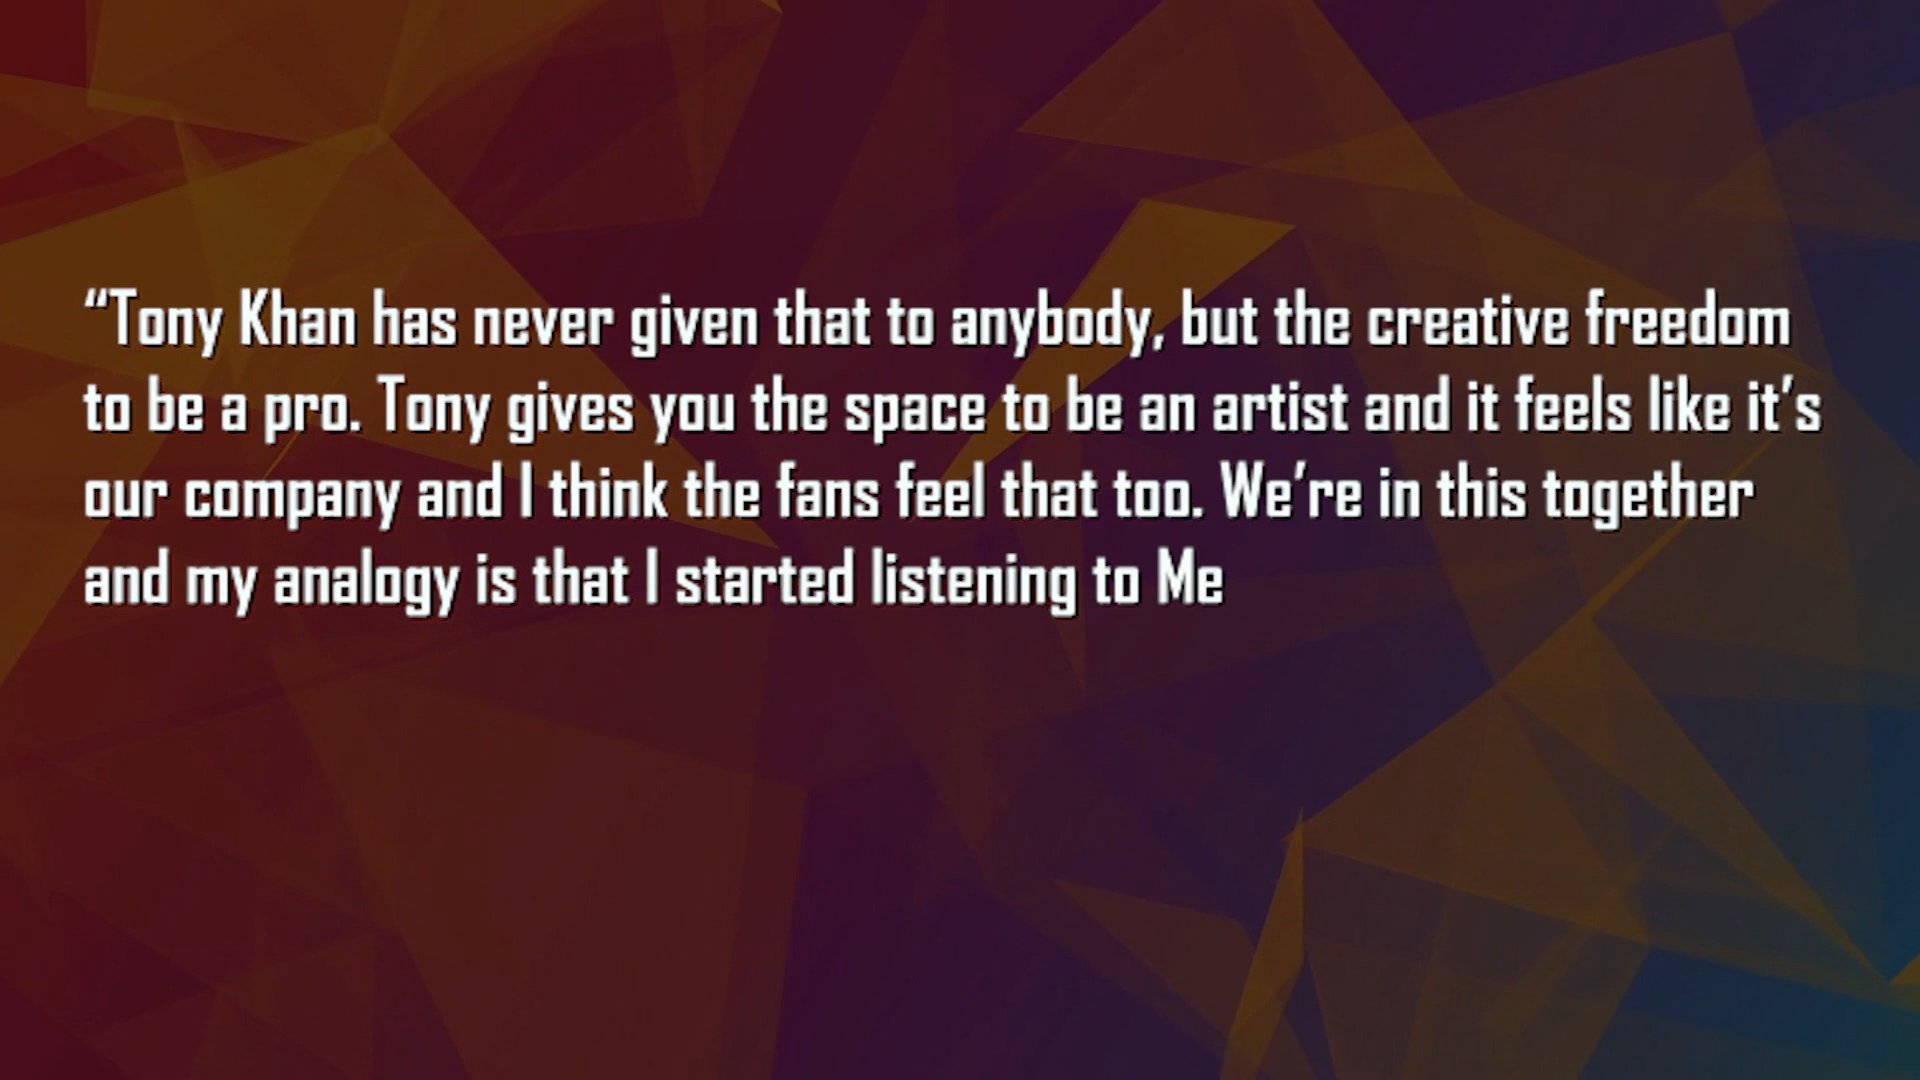 “Tony Khan has never given that to anybody, but the creative freedom
to be a pro. Tony gives you the space to be an artist and it feels like it’s
our company and I think the fans feel that too. We’re in this together
and my analogy is that I started listening to Me